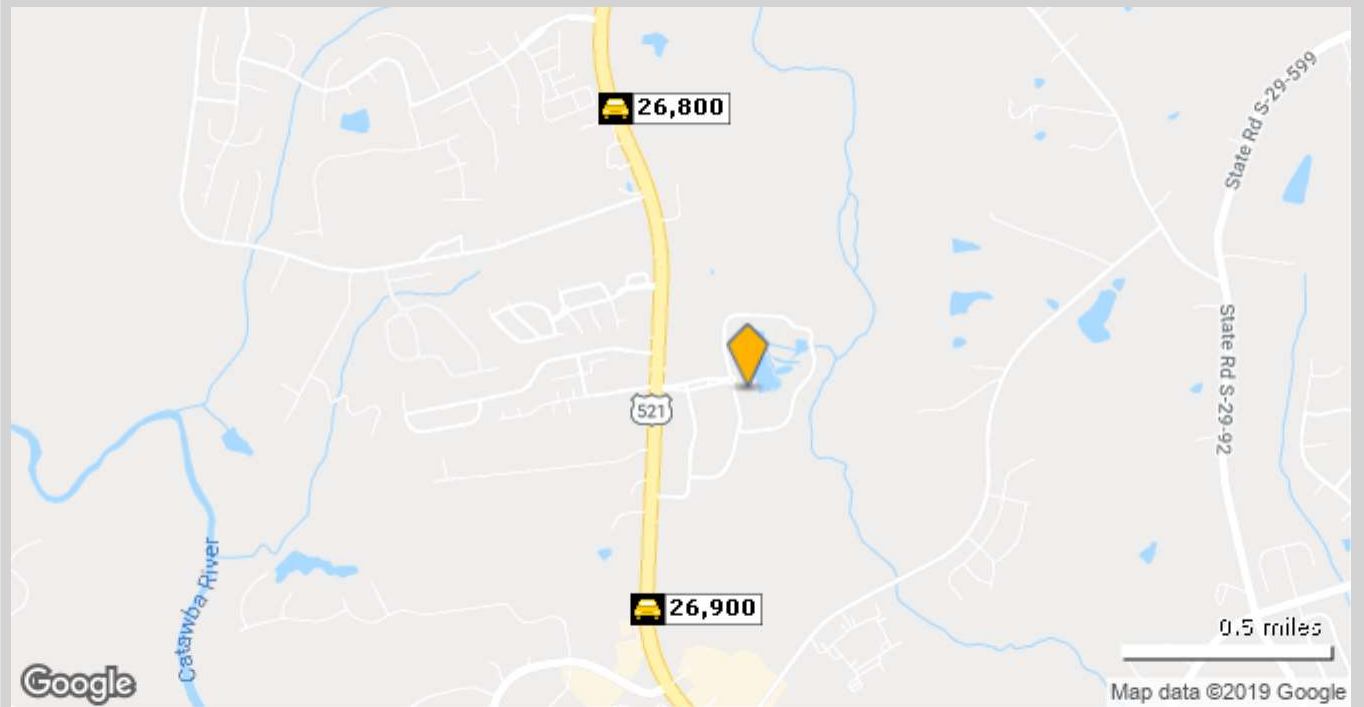 26,800
State Rd S-29-599
State Rd S-29-92
521
Catawba River
26,900
0.5 miles
Google
Map data ©2019 Google